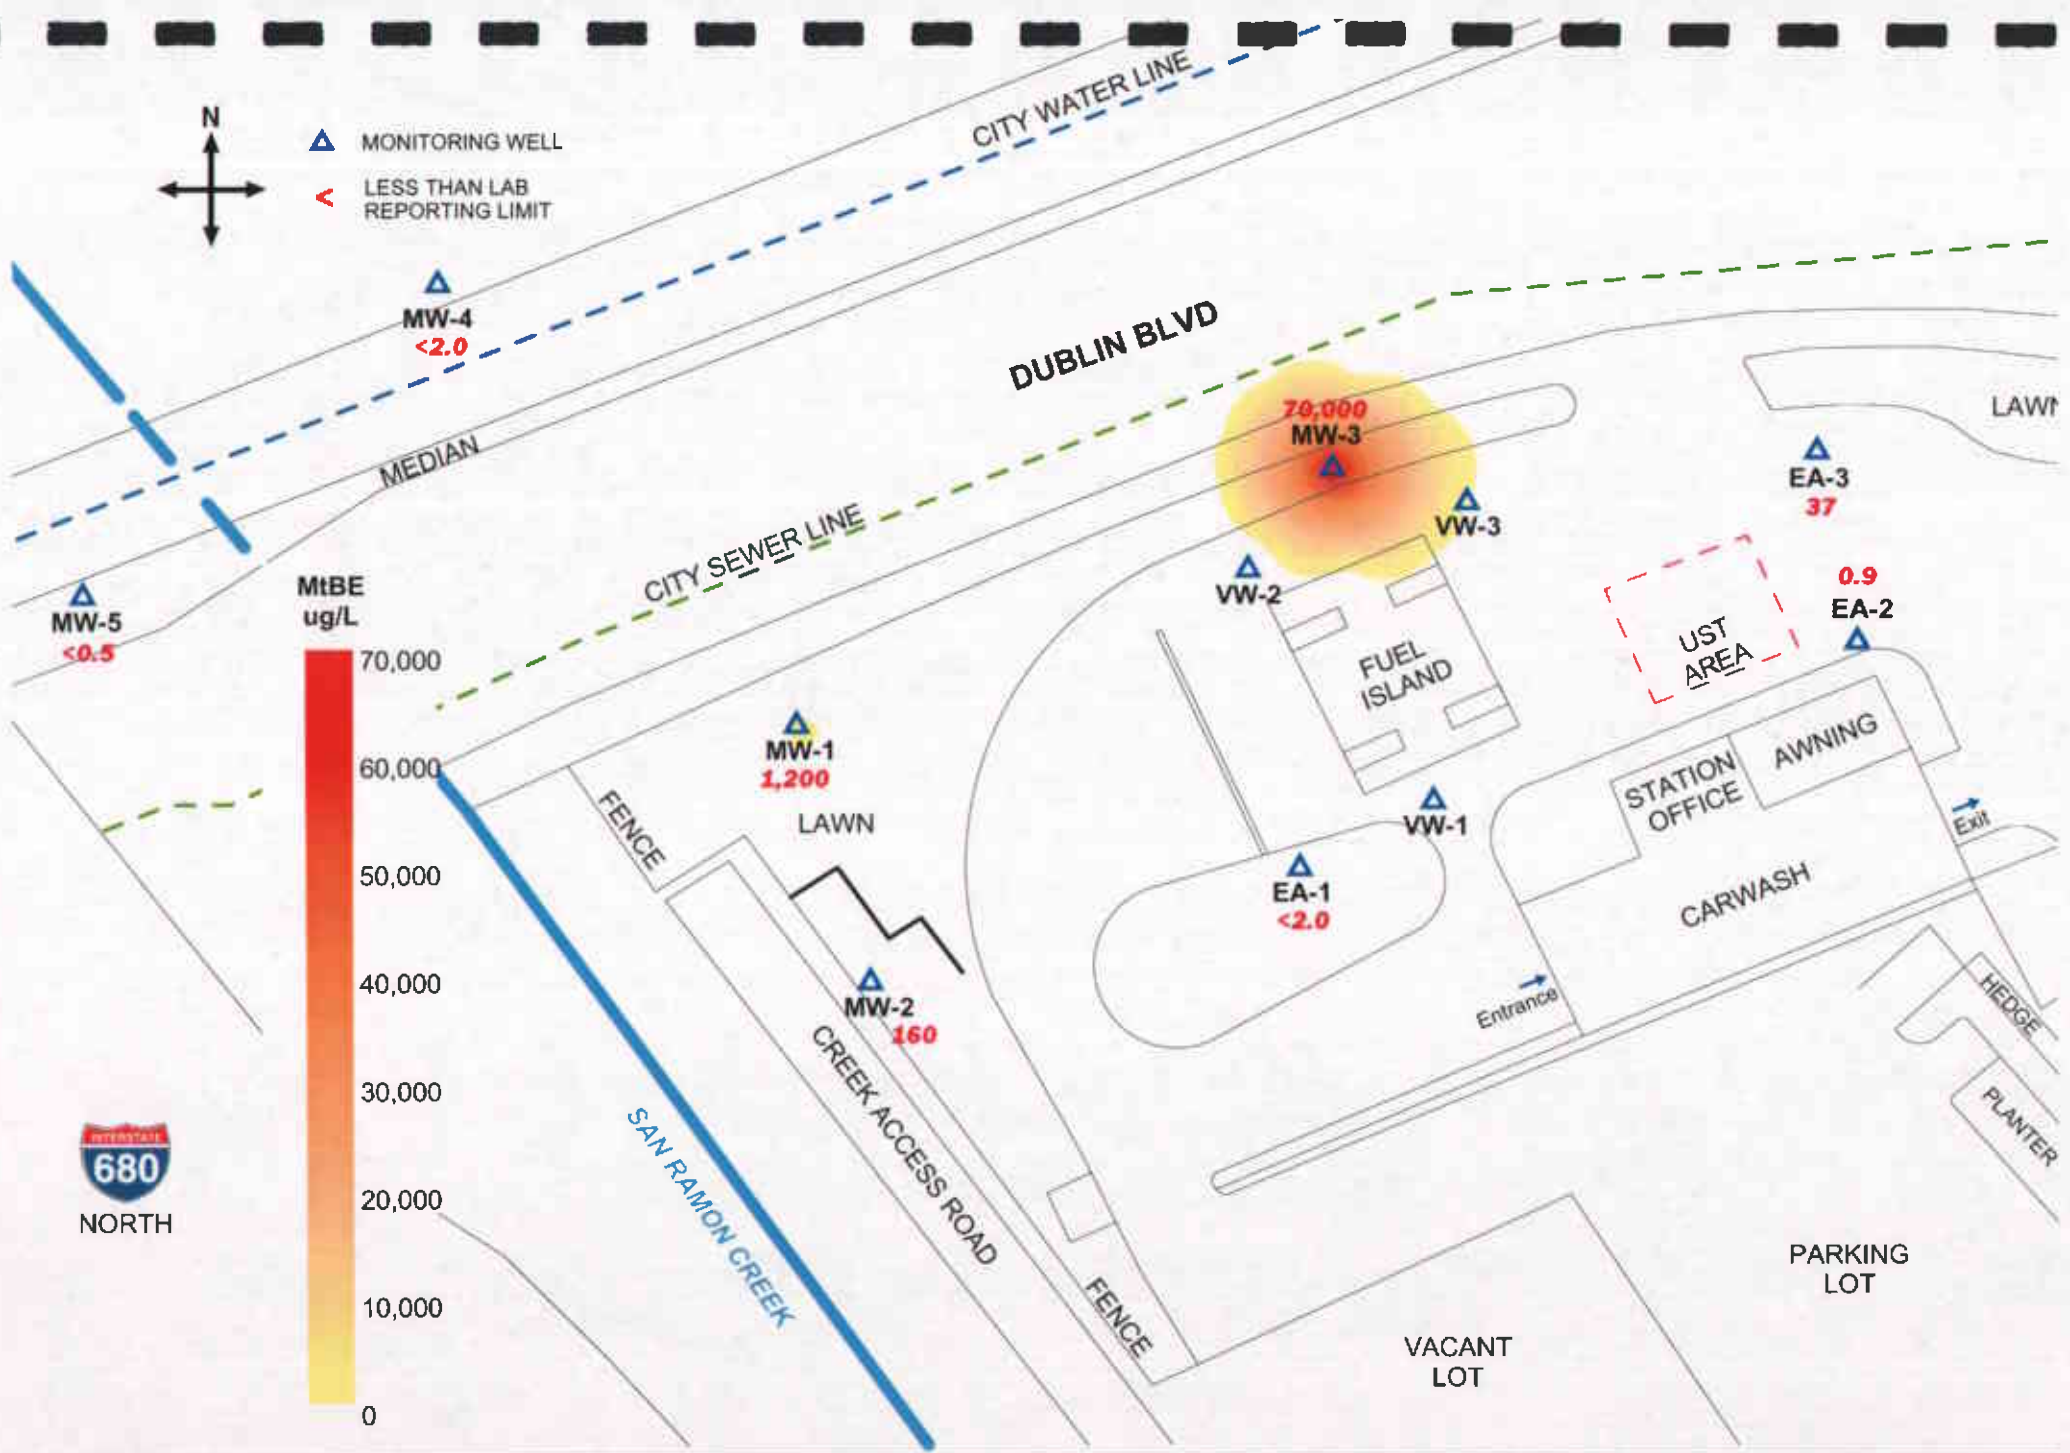 CITY WATER LINE
N
MONITORING WELL
LESS THAN LAB
REPORTING LIMIT
MW-4
<2.0
DUBLIN BLVD
MEDIAN
70,000
MW-3
LAWN
EA-3
37
VW-3
CITY SEWER LINE
VW-2
0.9
EA-2
MW-5
<0.5
MtBE
ug/L
70,000
60,000
50,000
40,000
30,000
20,000
10,000
0
FUEL
ISLAND
UST
AREA
MW-1
1,200
LAWN
FENCE
VW-1
STATION
OFFICE
AWNING
Exit
EA-1
<2.0
CARWASH
MW-2
160
Entrance
HEDGE
CREEK ACCESS ROAD
PLANTER
SAN RAMON CREEK
INTERSTATE
680
NORTH
FENCE
PARKING
LOT
VACANT
LOT